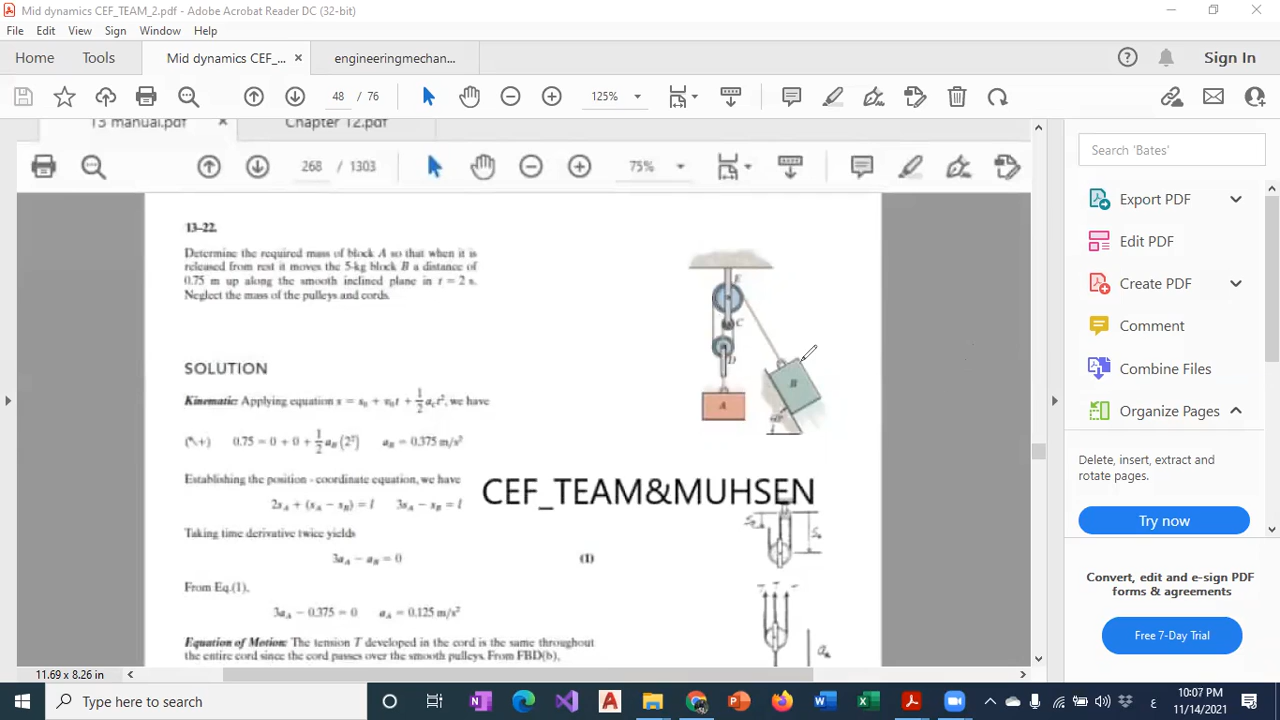 Mid dynamics CEF_TEAM_2.pdf - Adobe Acrobat Reader DC (32-bit)
File Edit View Sign Window Help
Home Tools Mid dynamics CEF_... × engineeringmechan...
Sign In
48 / 76 125%
13 manual.pdf × Chapter 12.pdf
268 / 1303 75%
13–22.
Determine the required mass of block A so that when it is
released from rest it moves the 5-kg block B a distance of
0.75 m up along the smooth inclined plane in t = 2 s.
Neglect the mass of the pulleys and cords.
E
C
D
B
A
60°
SOLUTION
Kinematic: Applying equation s = s₀ + v₀t + 1/2 a_c t², we have
(↖+) 0.75 = 0 + 0 + 1/2 a_B (2²) a_B = 0.375 m/s²
Establishing the position - coordinate equation, we have
2s_A + (s_A − s_B) = l 3s_A − s_B = l
CEF_TEAM&MUHSEN
Taking time derivative twice yields
3a_A − a_B = 0 (1)
From Eq.(1),
3a_A − 0.375 = 0 a_A = 0.125 m/s²
Equation of Motion: The tension T developed in the cord is the same throughout
the entire cord since the cord passes over the smooth pulleys. From FBD(b),
Search 'Bates'
Export PDF
Edit PDF
Create PDF
Comment
Combine Files
Organize Pages
Delete, insert, extract and
rotate pages.
Try now
Convert, edit and e-sign PDF
forms & agreements
Free 7-Day Trial
11.69 x 8.26 in
Type here to search
ع
10:07 PM
11/14/2021